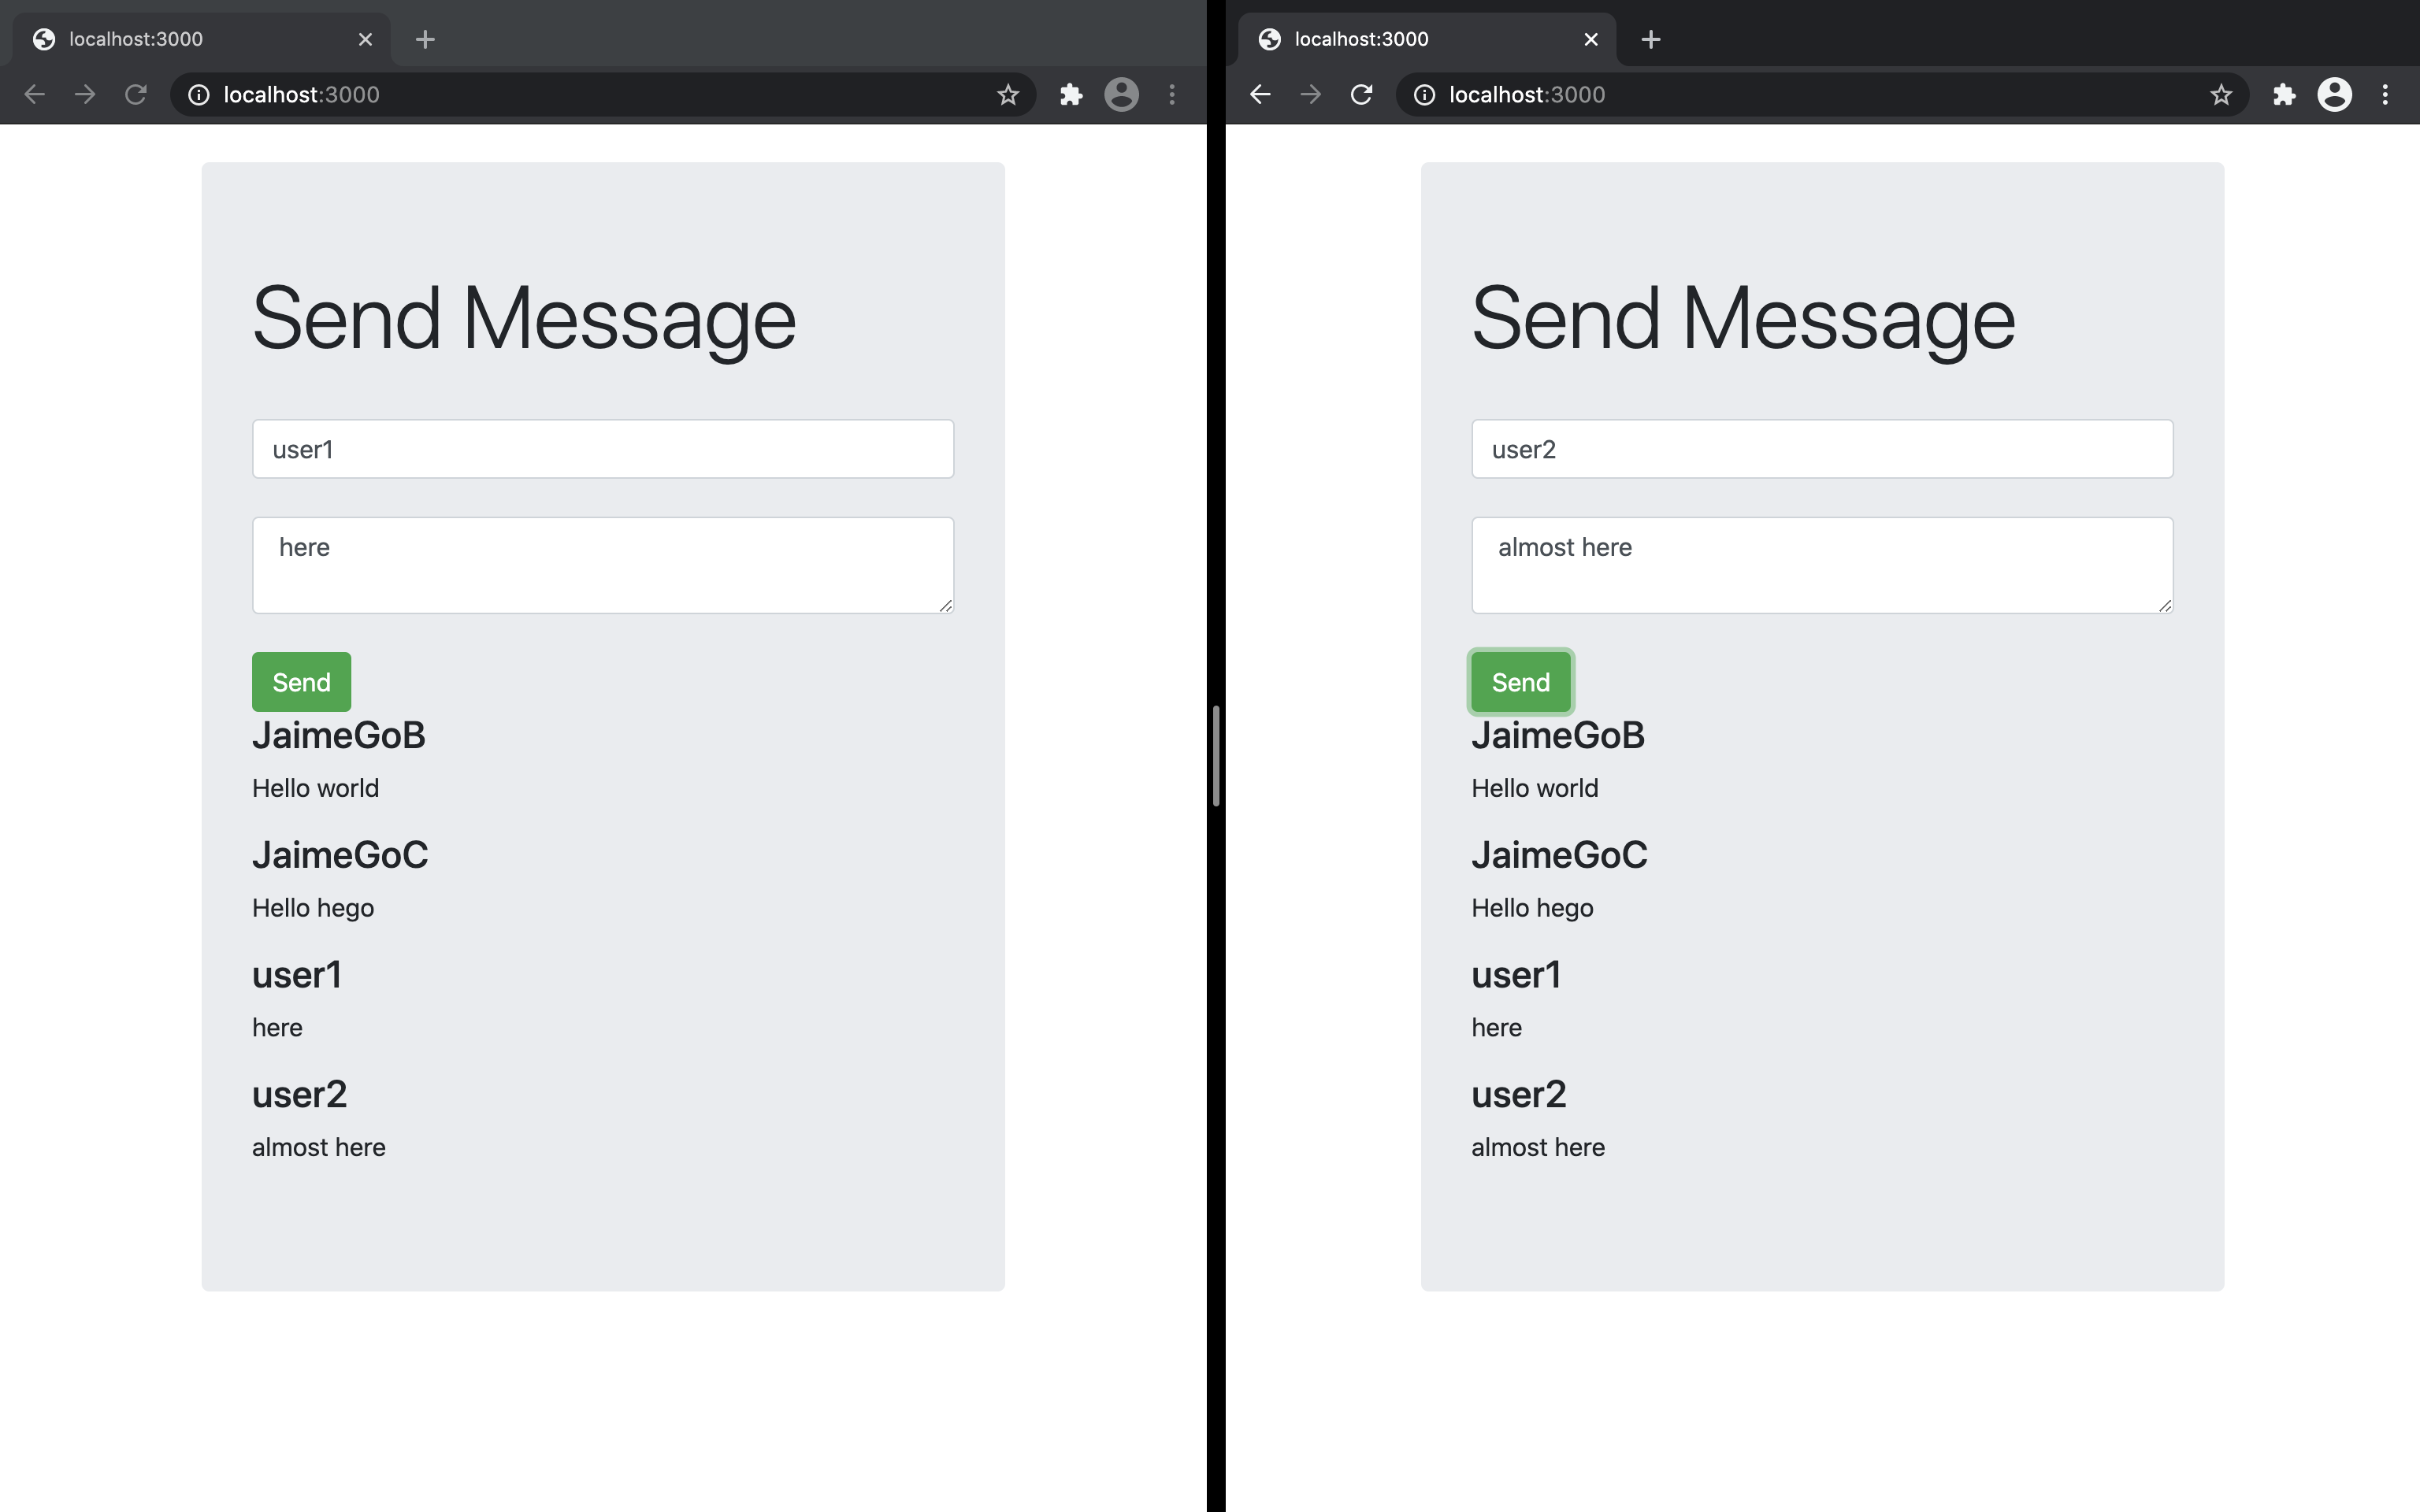 localhost:3000
localhost:3000
Send Message
user1
here
Send
JaimeGoB
Hello world
JaimeGoC
Hello hego
user1
here
user2
almost here
localhost:3000
localhost:3000
Send Message
user2
almost here
Send
JaimeGoB
Hello world
JaimeGoC
Hello hego
user1
here
user2
almost here